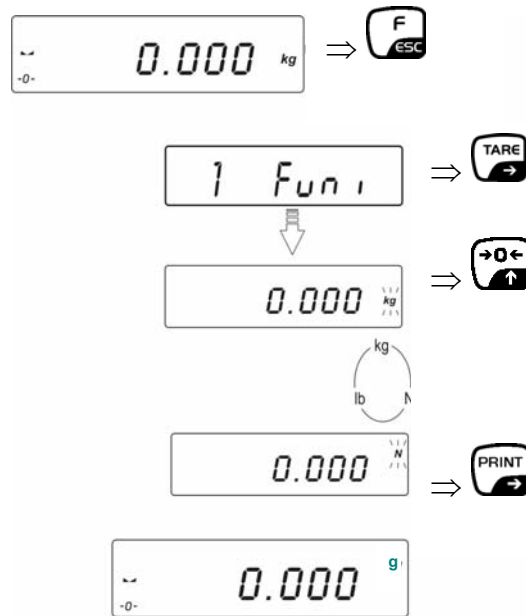 0.000 kg
-0-
⇒ F
ESC
1 Funi
⇒ TARE
→
0.000 kg
⇒ →0←
↑
kg
lb N
0.000 N
⇒ PRINT
→
0.000 g
-0-